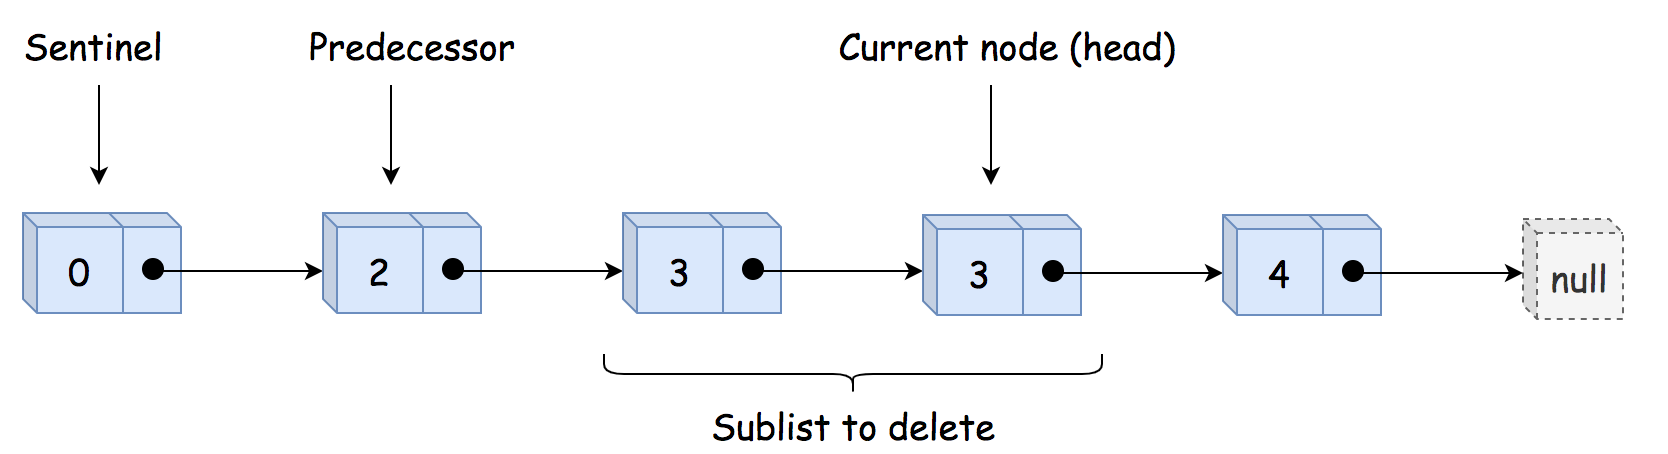 Sentinel
Predecessor
Current node (head)
0
2
3
3
4
null
Sublist to delete